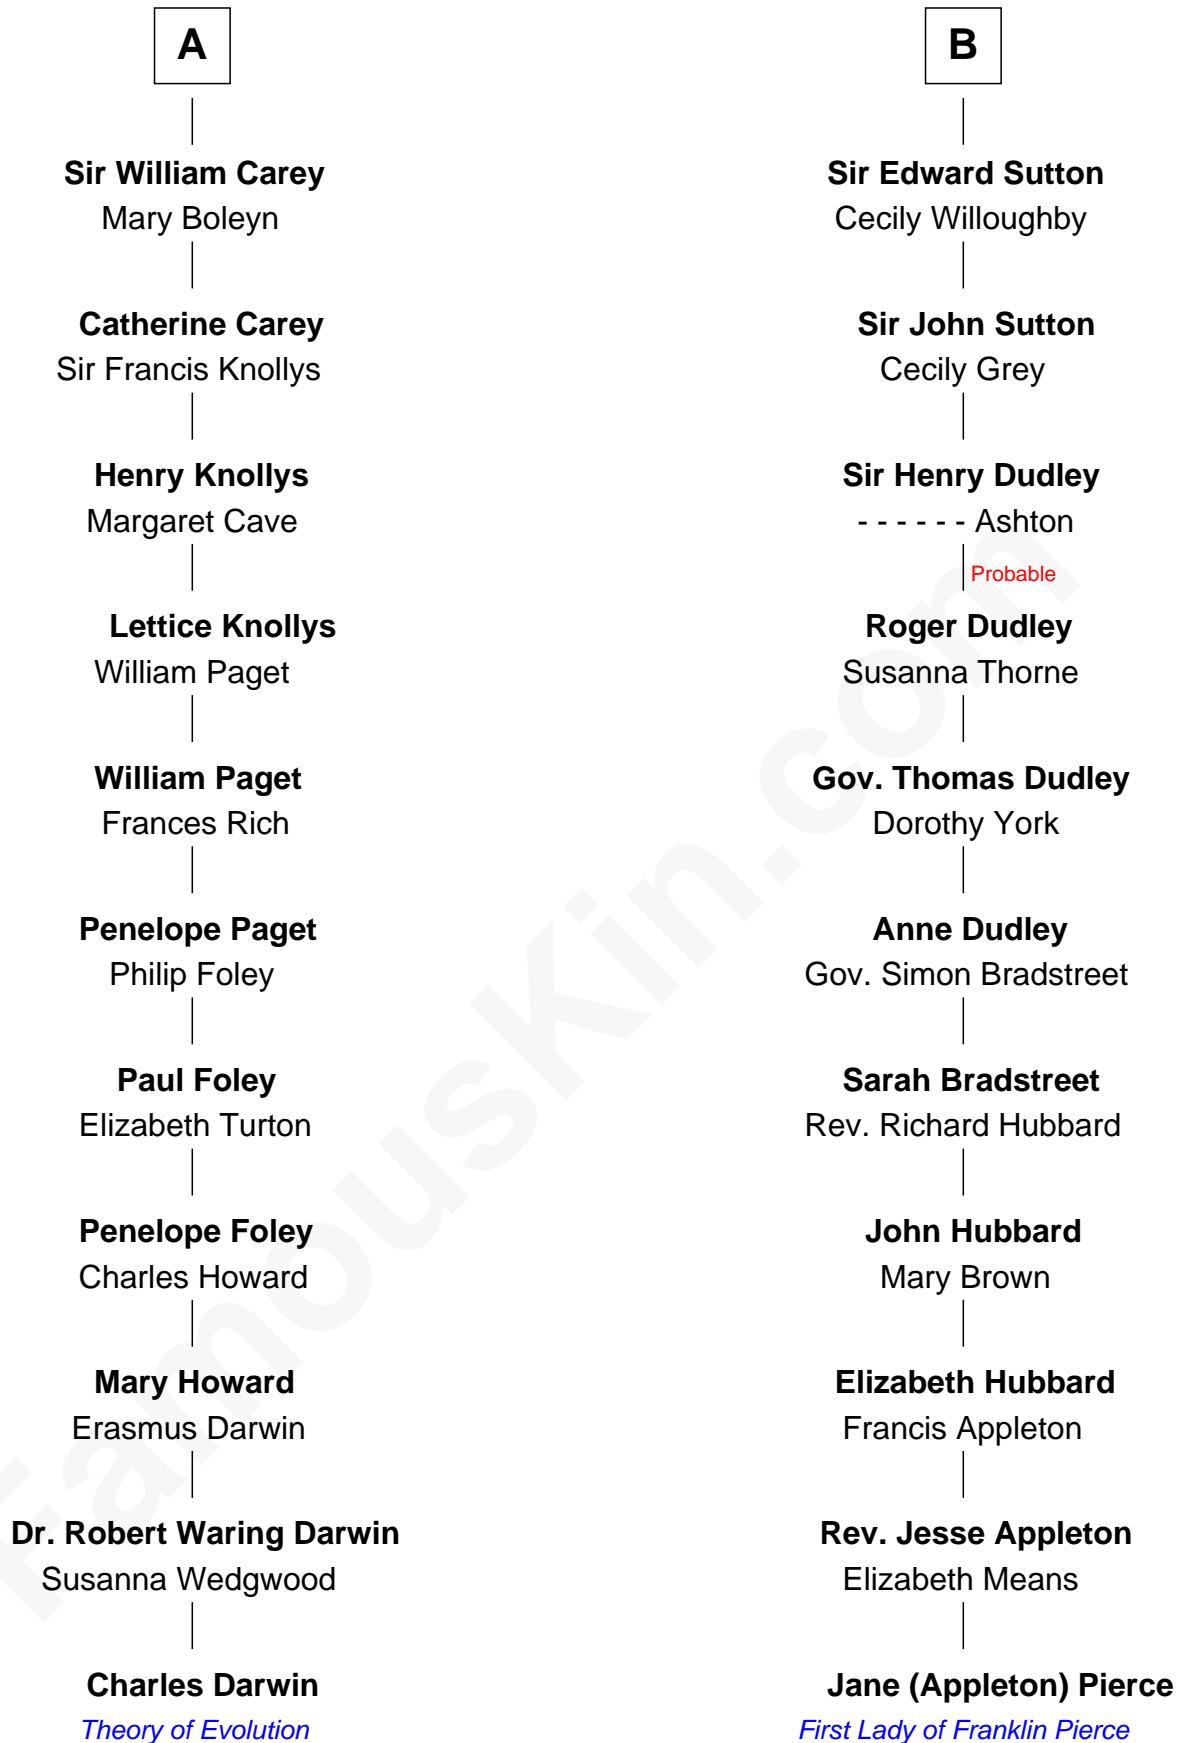 A
Sir William Carey
Mary Boleyn
Catherine Carey
Sir Francis Knollys
Henry Knollys
Margaret Cave
Lettice Knollys
William Paget
William Paget
Frances Rich
Penelope Paget
Philip Foley
Paul Foley
Elizabeth Turton
Penelope Foley
Charles Howard
Mary Howard
Erasmus Darwin
Dr. Robert Waring Darwin
Susanna Wedgwood
Charles Darwin
Theory of Evolution
B
Sir Edward Sutton
Cecily Willoughby
Sir John Sutton
Cecily Grey
Sir Henry Dudley
- - - - - - Ashton
Probable
Roger Dudley
Susanna Thorne
Gov. Thomas Dudley
Dorothy York
Anne Dudley
Gov. Simon Bradstreet
Sarah Bradstreet
Rev. Richard Hubbard
John Hubbard
Mary Brown
Elizabeth Hubbard
Francis Appleton
Rev. Jesse Appleton
Elizabeth Means
Jane (Appleton) Pierce
First Lady of Franklin Pierce
FamousKin.com